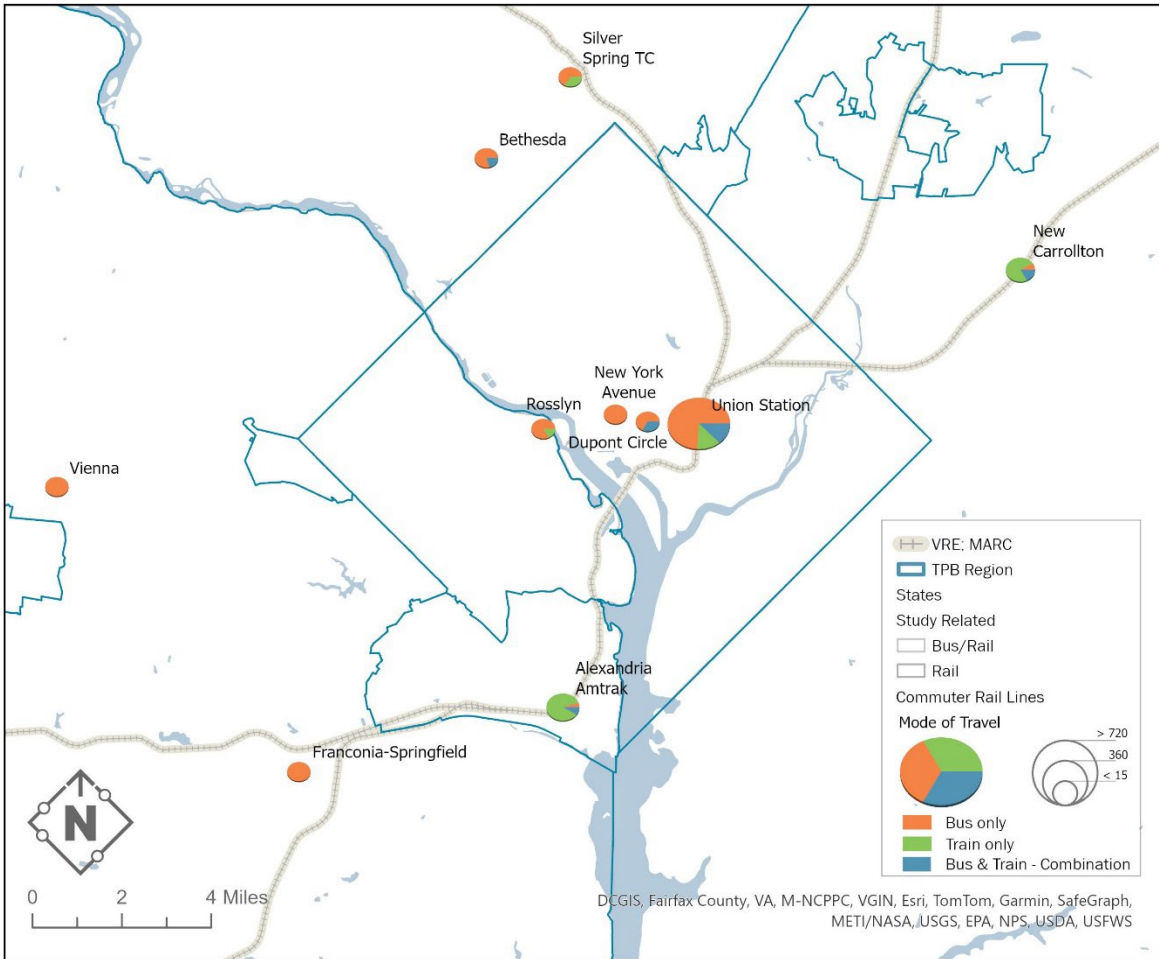 Silver
Spring TC
Bethesda
New
Carrollton
New York
Avenue
Rosslyn
Union Station
Dupont Circle
Vienna
Alexandria
Amtrak
Franconia-Springfield
N
0 2 4 Miles
VRE; MARC
TPB Region
States
Study Related
Bus/Rail
Rail
Commuter Rail Lines
Mode of Travel
> 720
360
< 15
Bus only
Train only
Bus & Train - Combination
DCGIS, Fairfax County, VA, M-NCPPC, VGIN, Esri, TomTom, Garmin, SafeGraph,
METI/NASA, USGS, EPA, NPS, USDA, USFWS